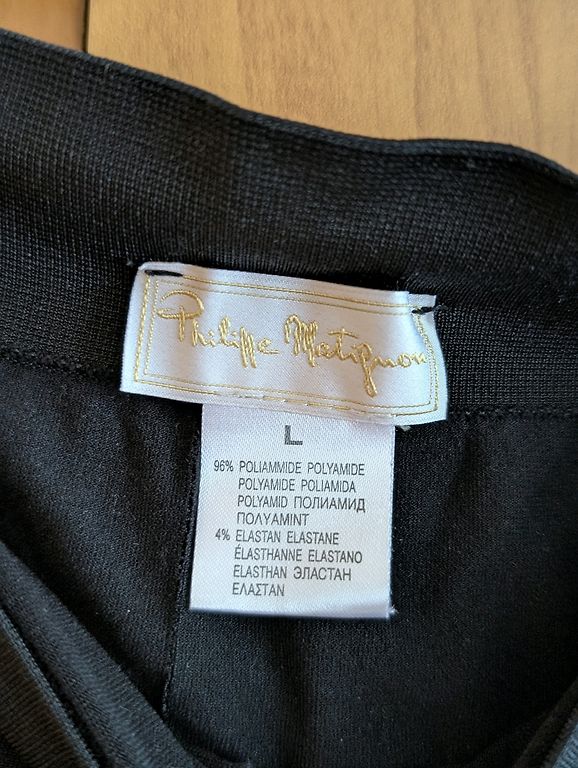 Philippe Matignon
L
96% POLIAMMIDE POLYAMIDE
POLYAMIDE POLIAMIDA
POLYAMID ПОЛИАМИД
ΠΟΛΥΑΜΙΝΤ
4% ELASTAN ELASTANE
ÉLASTHANNE ELASTANO
ELASTHAN ЭЛАСТАН
ΕΛΑΣΤΑΝ